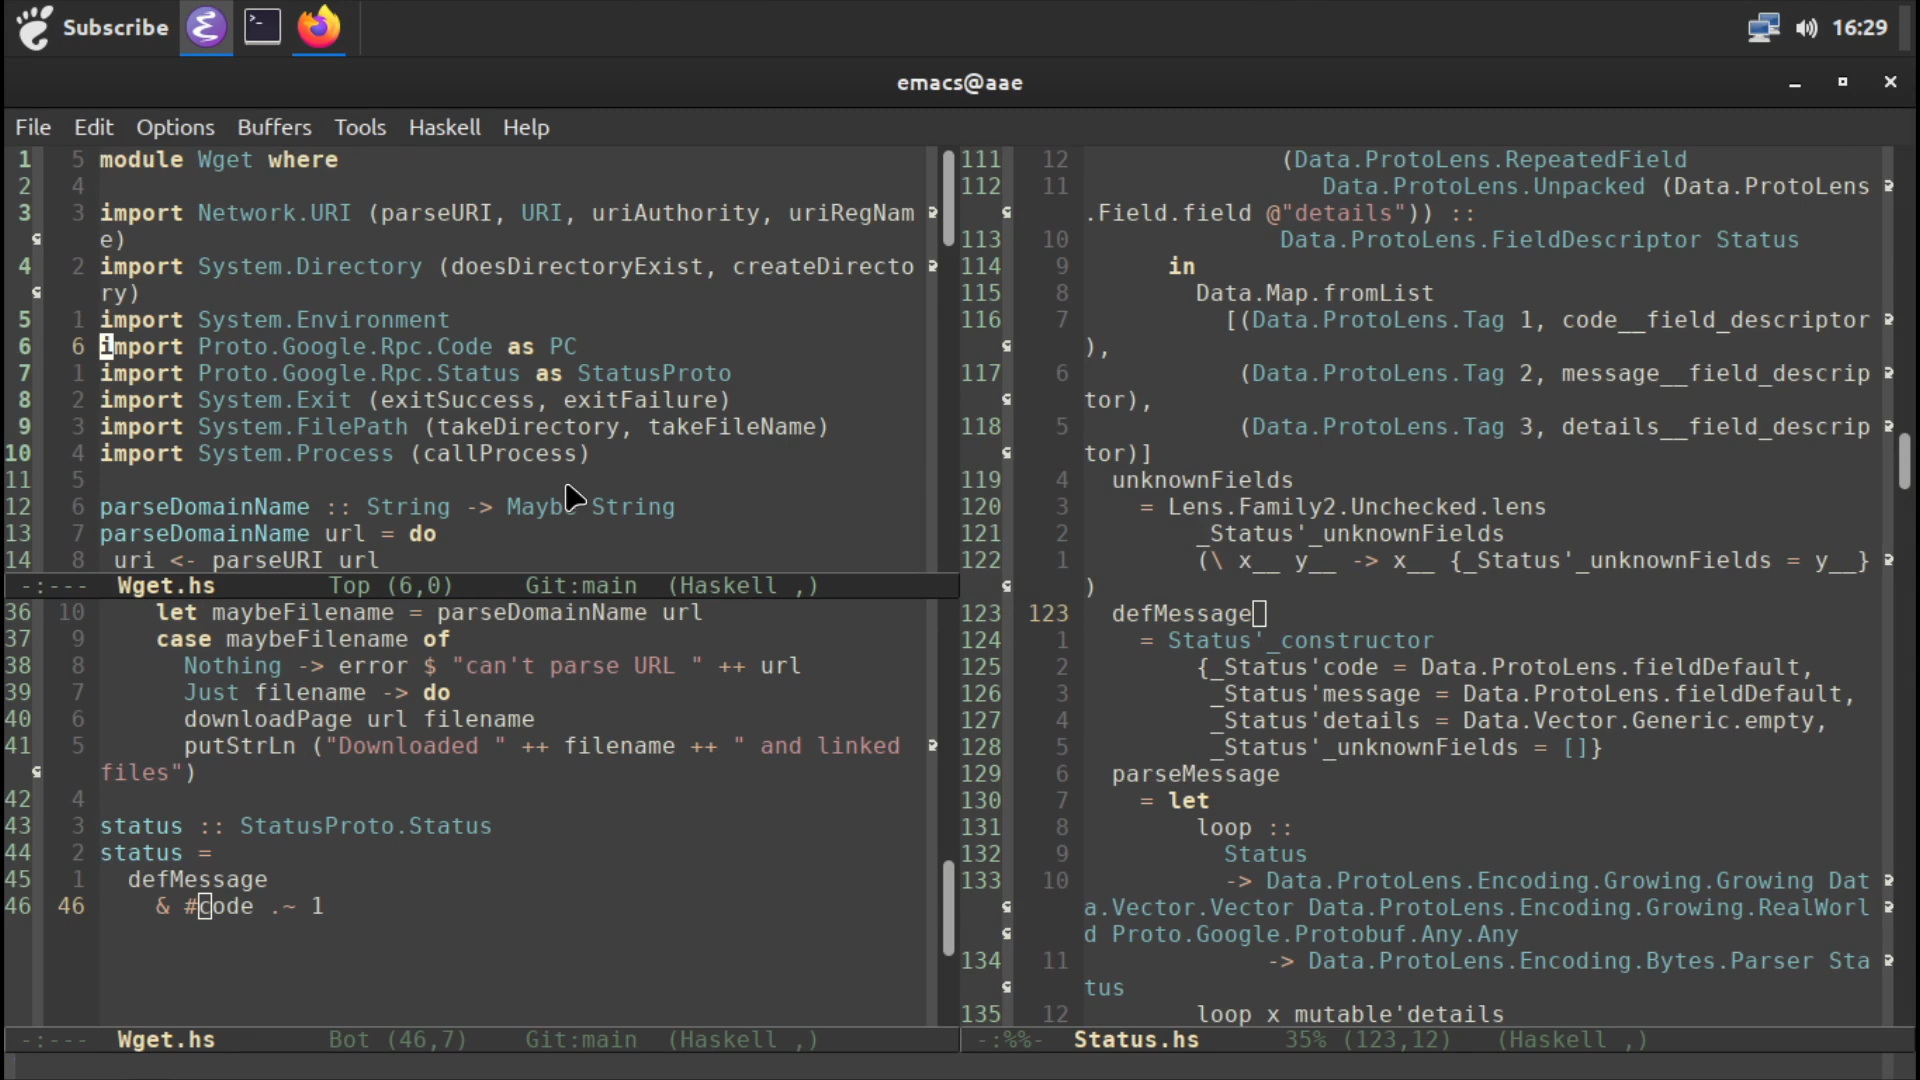 Subscribe
16:29
emacs@aae
File Edit Options Buffers Tools Haskell Help
1 5 module Wget where
2 4
3 3 import Network.URI (parseURI, URI, uriAuthority, uriRegNam
e)
4 2 import System.Directory (doesDirectoryExist, createDirecto
ry)
5 1 import System.Environment
6 6 import Proto.Google.Rpc.Code as PC
7 1 import Proto.Google.Rpc.Status as StatusProto
8 2 import System.Exit (exitSuccess, exitFailure)
9 3 import System.FilePath (takeDirectory, takeFileName)
10 4 import System.Process (callProcess)
11 5
12 6 parseDomainName :: String -> Maybe String
13 7 parseDomainName url = do
14 8 uri <- parseURI url
-:--- Wget.hs Top (6,0) Git:main (Haskell ,)
36 10 let maybeFilename = parseDomainName url
37 9 case maybeFilename of
38 8 Nothing -> error $ "can't parse URL " ++ url
39 7 Just filename -> do
40 6 downloadPage url filename
41 5 putStrLn ("Downloaded " ++ filename ++ " and linked
files")
42 4
43 3 status :: StatusProto.Status
44 2 status =
45 1 defMessage
46 46 & #code .~ 1
-:--- Wget.hs Bot (46,7) Git:main (Haskell ,)
111 12 (Data.ProtoLens.RepeatedField
112 11 Data.ProtoLens.Unpacked (Data.ProtoLens
.Field.field @"details")) ::
113 10 Data.ProtoLens.FieldDescriptor Status
114 9 in
115 8 Data.Map.fromList
116 7 [(Data.ProtoLens.Tag 1, code__field_descriptor
),
117 6 (Data.ProtoLens.Tag 2, message__field_descrip
tor),
118 5 (Data.ProtoLens.Tag 3, details__field_descrip
tor)]
119 4 unknownFields
120 3 = Lens.Family2.Unchecked.lens
121 2 _Status'_unknownFields
122 1 (\ x__ y__ -> x__ {_Status'_unknownFields = y__}
)
123 123 defMessage
124 1 = Status'_constructor
125 2 {_Status'code = Data.ProtoLens.fieldDefault,
126 3 _Status'message = Data.ProtoLens.fieldDefault,
127 4 _Status'details = Data.Vector.Generic.empty,
128 5 _Status'_unknownFields = []}
129 6 parseMessage
130 7 = let
131 8 loop ::
132 9 Status
133 10 -> Data.ProtoLens.Encoding.Growing.Growing Dat
a.Vector.Vector Data.ProtoLens.Encoding.Growing.RealWorl
d Proto.Google.Protobuf.Any.Any
134 11 -> Data.ProtoLens.Encoding.Bytes.Parser Sta
tus
135 12 loop x mutable'details
-:%%- Status.hs 35% (123,12) (Haskell ,)